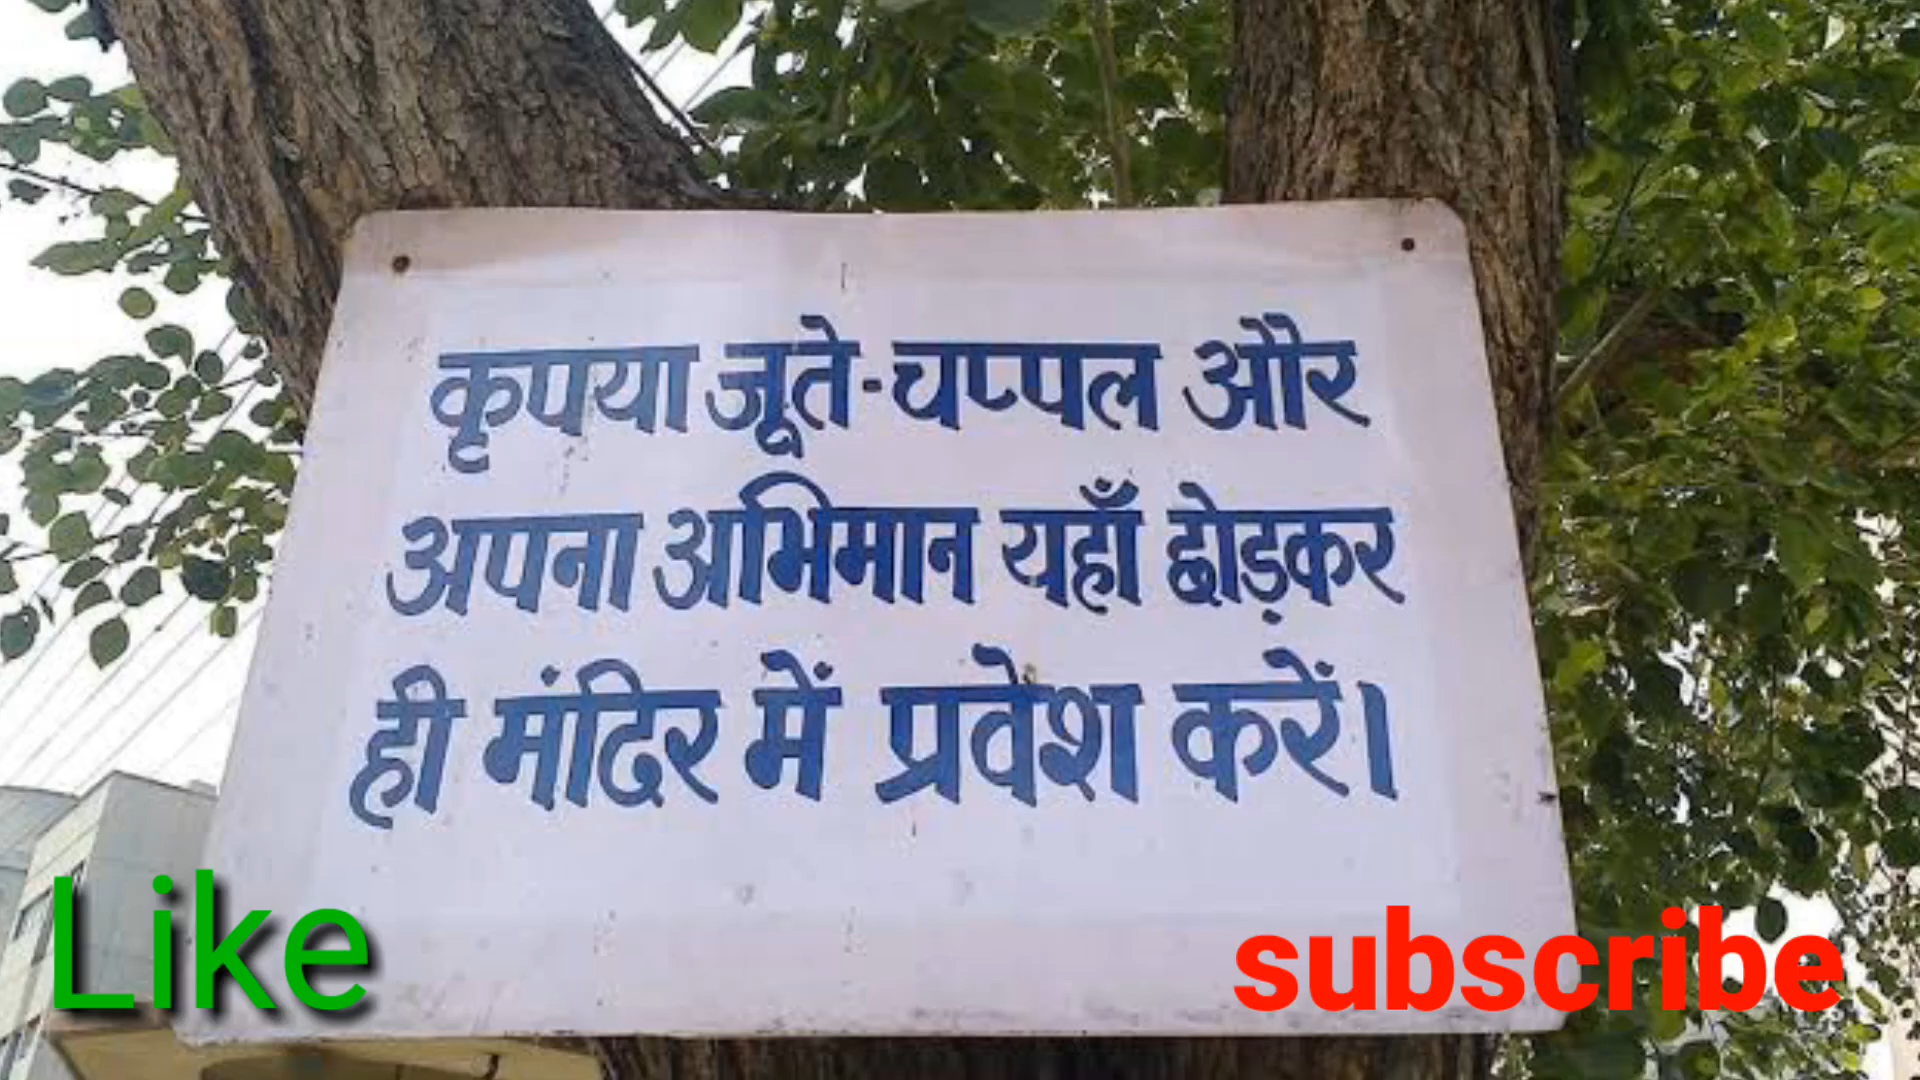 कृपया जूते-चप्पल और
अपना अभिमान यहाँ छोड़कर
ही मंदिर में प्रवेश करें।
Like
subscribe